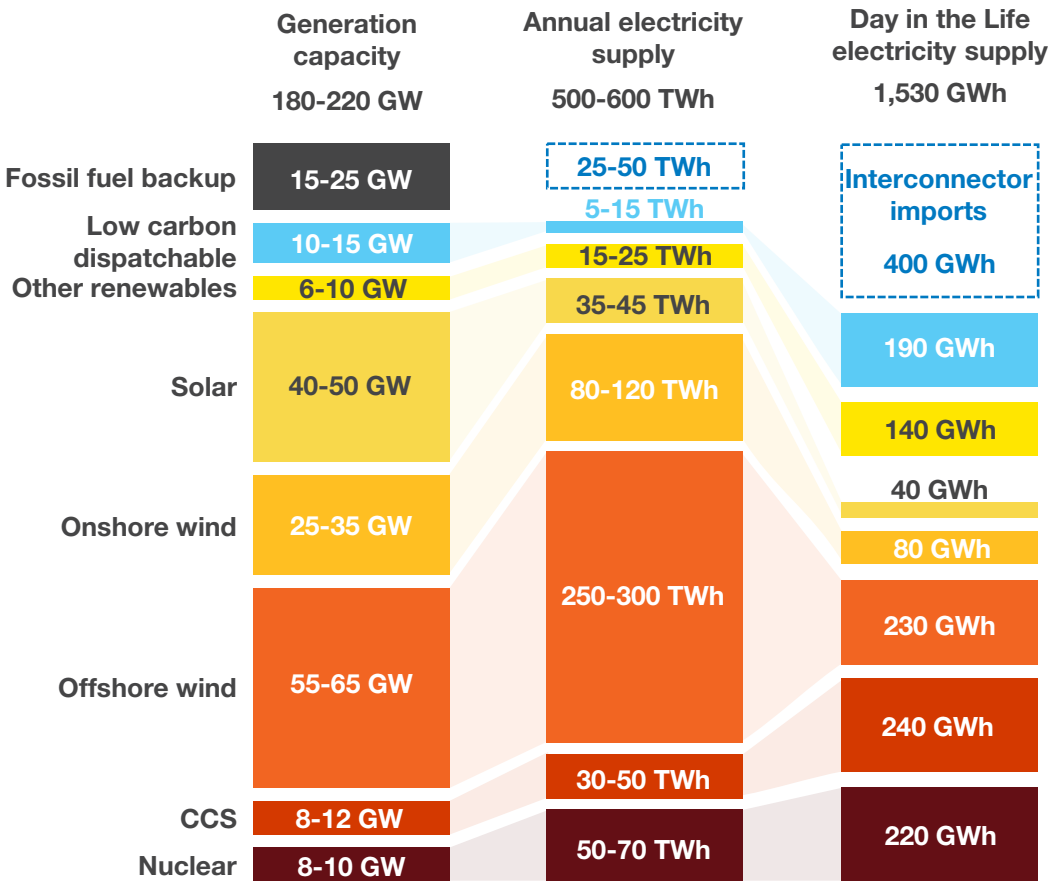 Generation
capacity
180-220 GW
Annual electricity
supply
500-600 TWh
Day in the Life
electricity supply
1,530 GWh
Fossil fuel backup
15-25 GW
25-50 TWh
Interconnector
imports
400 GWh
Low carbon
dispatchable
10-15 GW
5-15 TWh
190 GWh
Other renewables
6-10 GW
15-25 TWh
140 GWh
Solar
40-50 GW
35-45 TWh
40 GWh
Onshore wind
25-35 GW
80-120 TWh
80 GWh
Offshore wind
55-65 GW
250-300 TWh
230 GWh
CCS
8-12 GW
30-50 TWh
240 GWh
Nuclear
8-10 GW
50-70 TWh
220 GWh